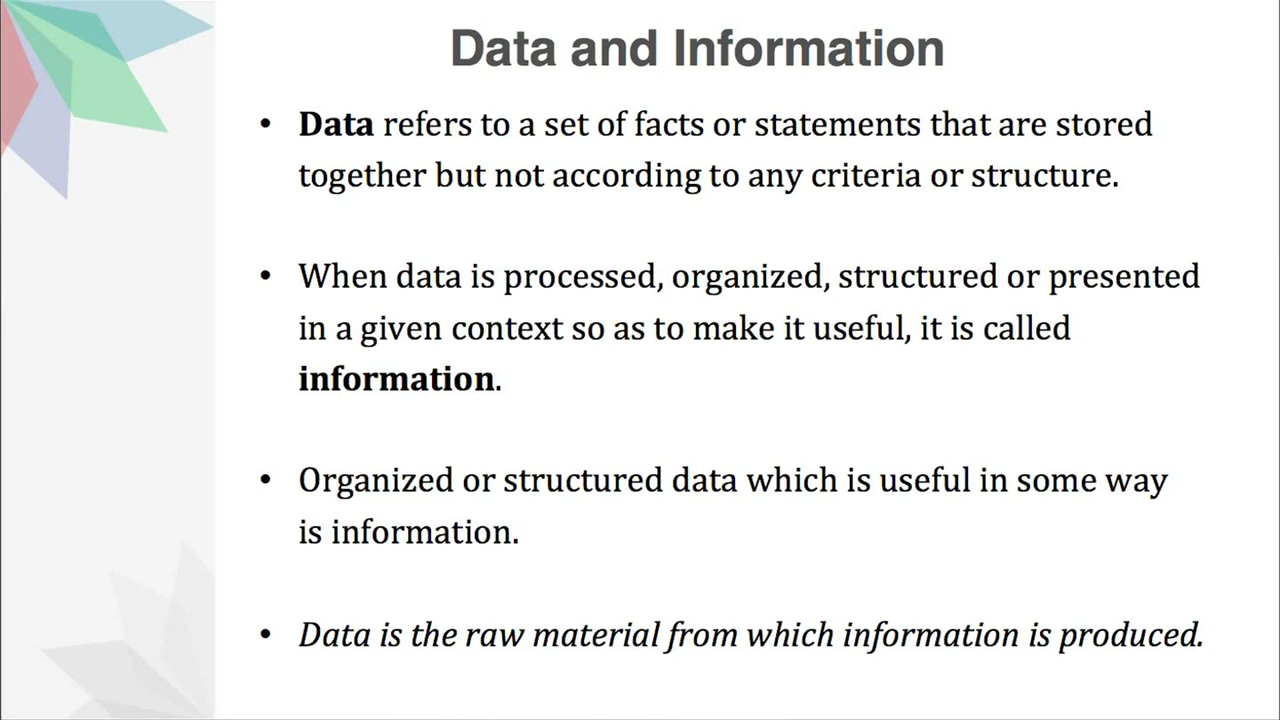 Data and Information
• Data refers to a set of facts or statements that are stored
together but not according to any criteria or structure.
• When data is processed, organized, structured or presented
in a given context so as to make it useful, it is called
information.
• Organized or structured data which is useful in some way
is information.
• Data is the raw material from which information is produced.